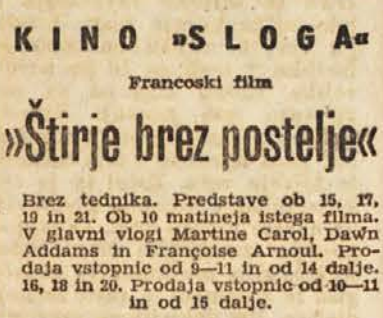 KINO »SLOGA«
Francoski film
»Štirje brez postelje«
Brez tednika. Predstave ob 15, 17,
19 in 21. Ob 10 matineja istega filma.
V glavni vlogi Martine Carol, Dawn
Addams in Françoise Arnoul. Pro-
daja vstopnic od 9—11 in od 14 dalje.
16, 18 in 20. Prodaja vstopnic od 10—11
in od 15 dalje.